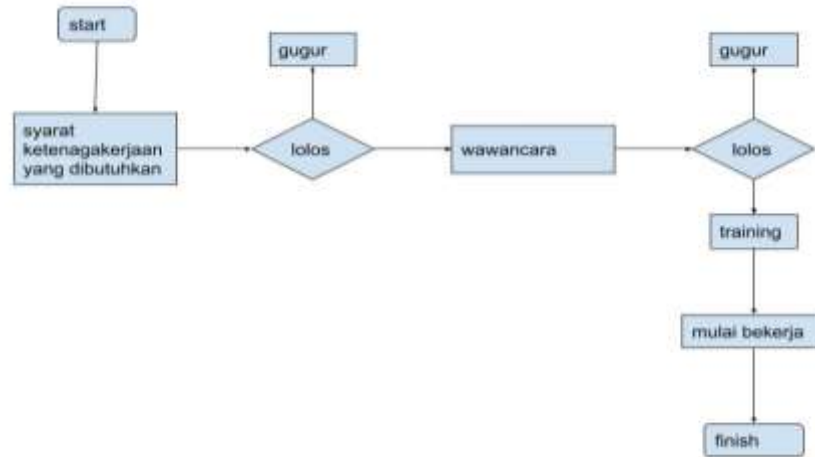 start
syarat
ketenagakerjaan
yang dibutuhkan
gugur
lolos
wawancara
gugur
lolos
training
mulai bekerja
finish